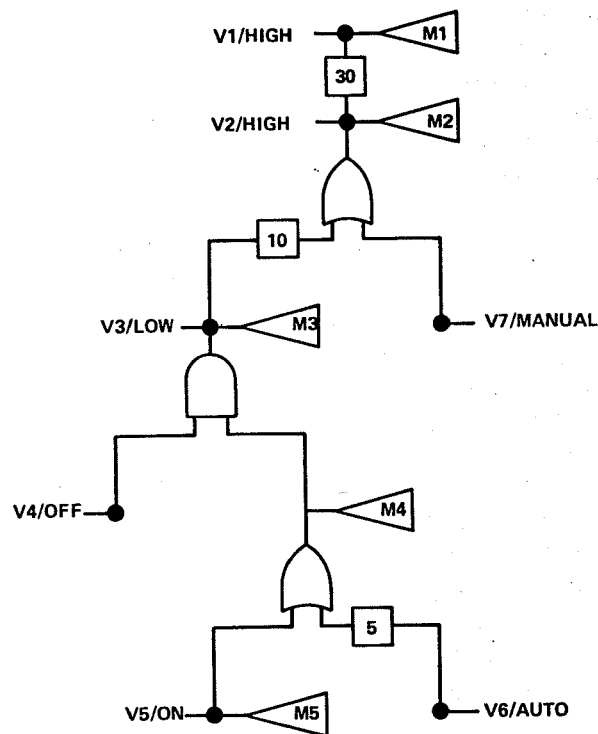 V1/HIGH M1
30
V2/HIGH M2
10
V3/LOW M3 V7/MANUAL
V4/OFF M4
5
V5/ON M5 V6/AUTO